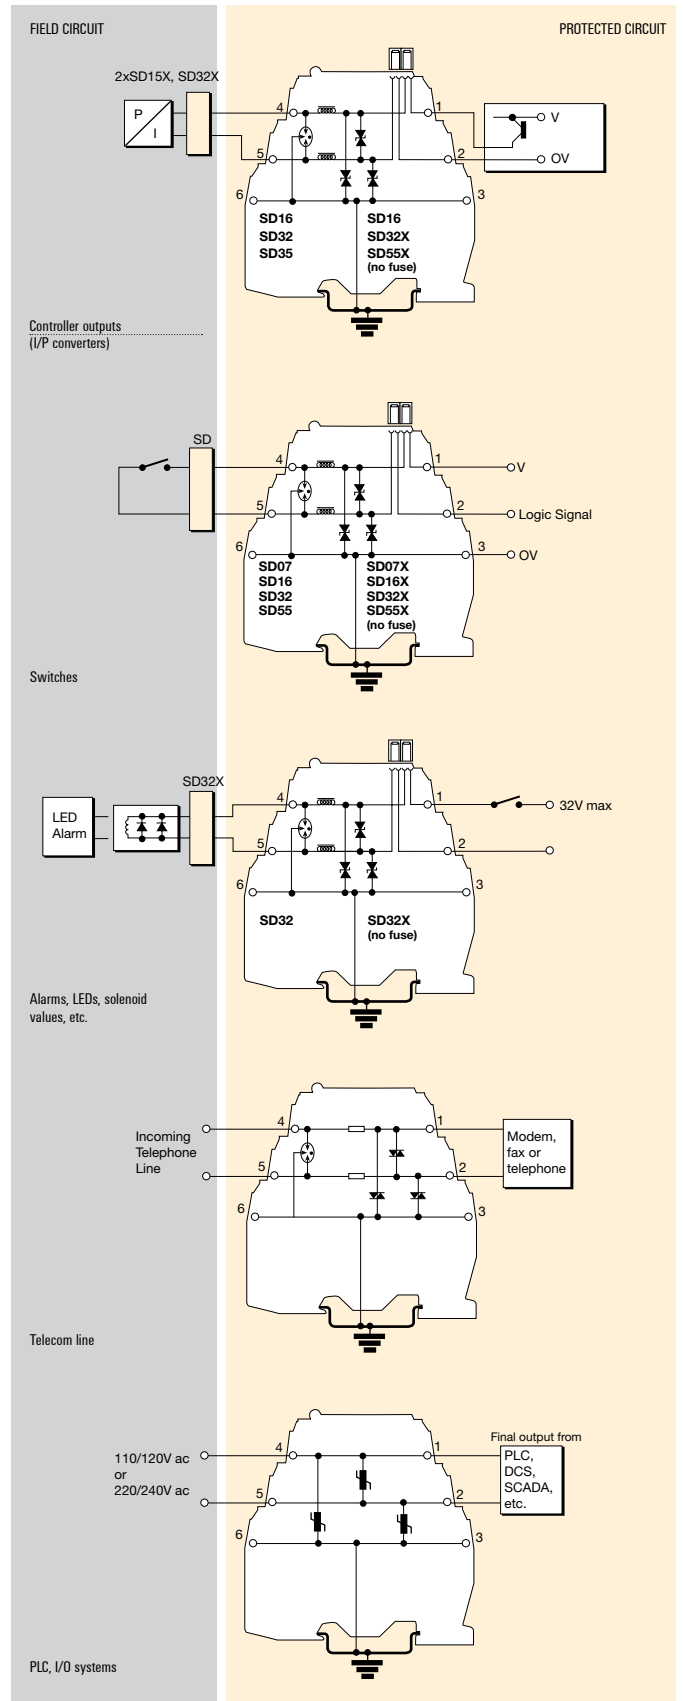 FIELD CIRCUIT
PROTECTED CIRCUIT
2xSD15X, SD32X
P
I
4
1
V
5
2
OV
6
3
SD16
SD32
SD35
SD16
SD32X
SD55X
(no fuse)
Controller outputs
(I/P converters)
SD
4
1
V
5
2
Logic Signal
6
3
OV
SD07
SD16
SD32
SD55
SD07X
SD16X
SD32X
SD55X
(no fuse)
Switches
SD32X
LED
Alarm
4
1
32V max
5
2
6
3
SD32
SD32X
(no fuse)
Alarms, LEDs, solenoid
values, etc.
Incoming
Telephone
Line
4
1
5
2
6
3
Modem,
fax or
telephone
Telecom line
110/120V ac
or
220/240V ac
4
1
5
2
6
3
Final output from
PLC,
DCS,
SCADA,
etc.
PLC, I/O systems